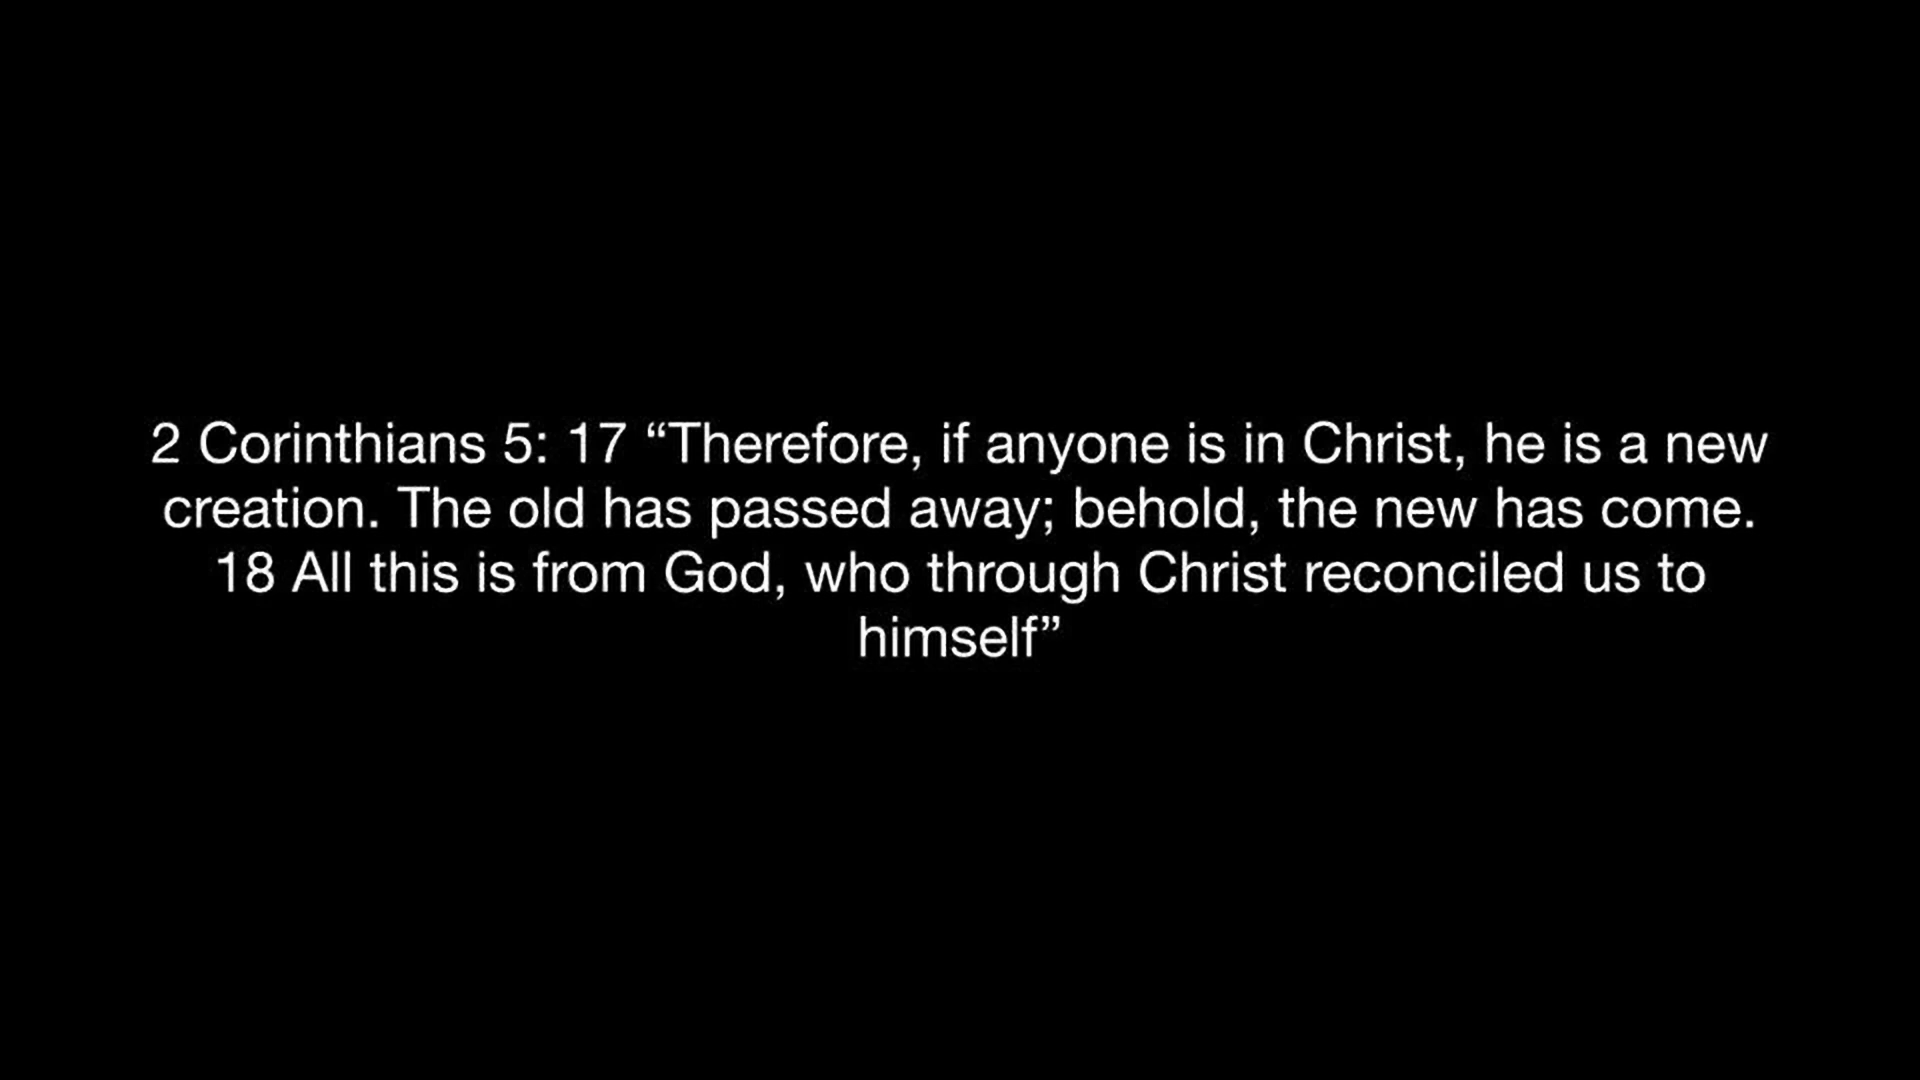 2 Corinthians 5: 17 “Therefore, if anyone is in Christ, he is a new
creation. The old has passed away; behold, the new has come.
18 All this is from God, who through Christ reconciled us to
himself”